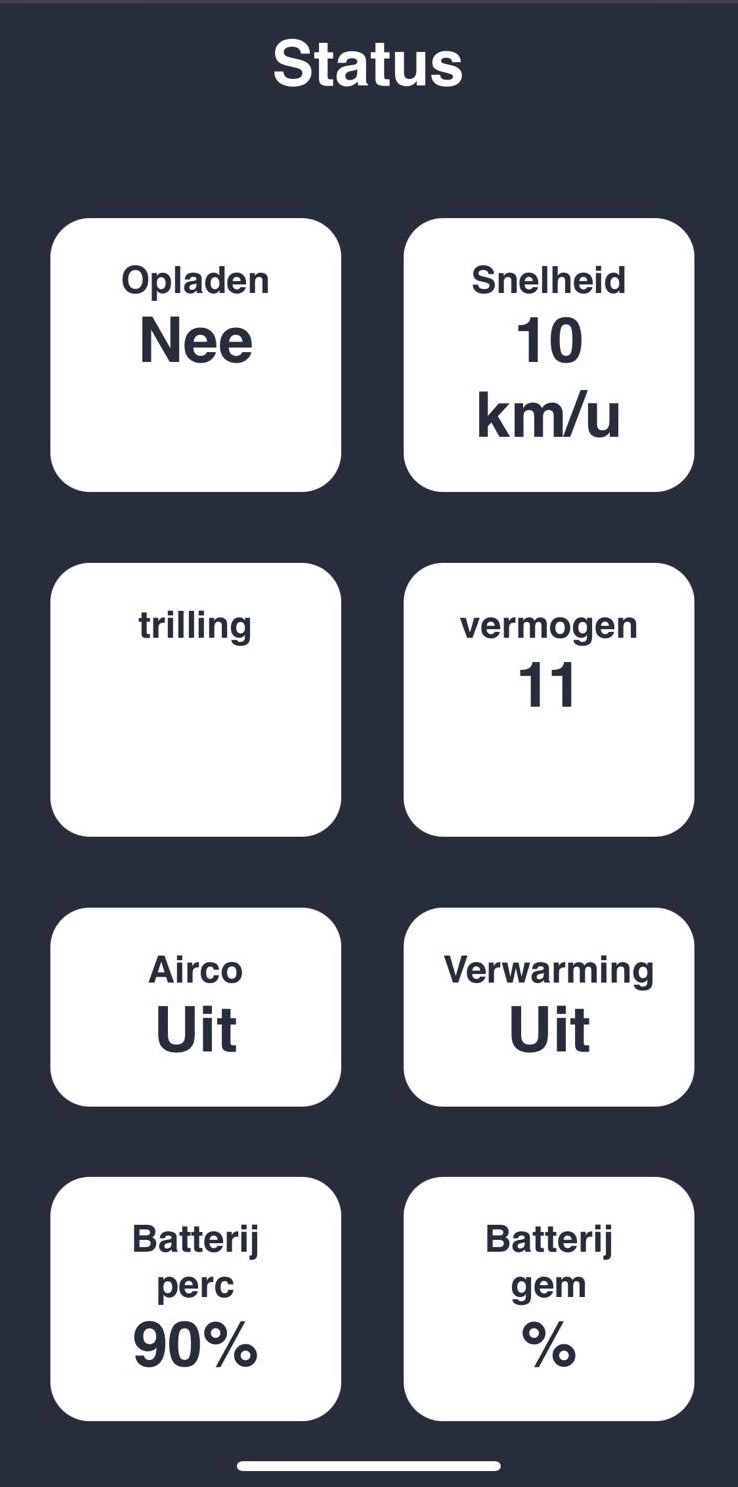 Status
Opladen
Nee
Snelheid
10
km/u
trilling
vermogen
11
Airco
Uit
Verwarming
Uit
Batterij
perc
90%
Batterij
gem
%